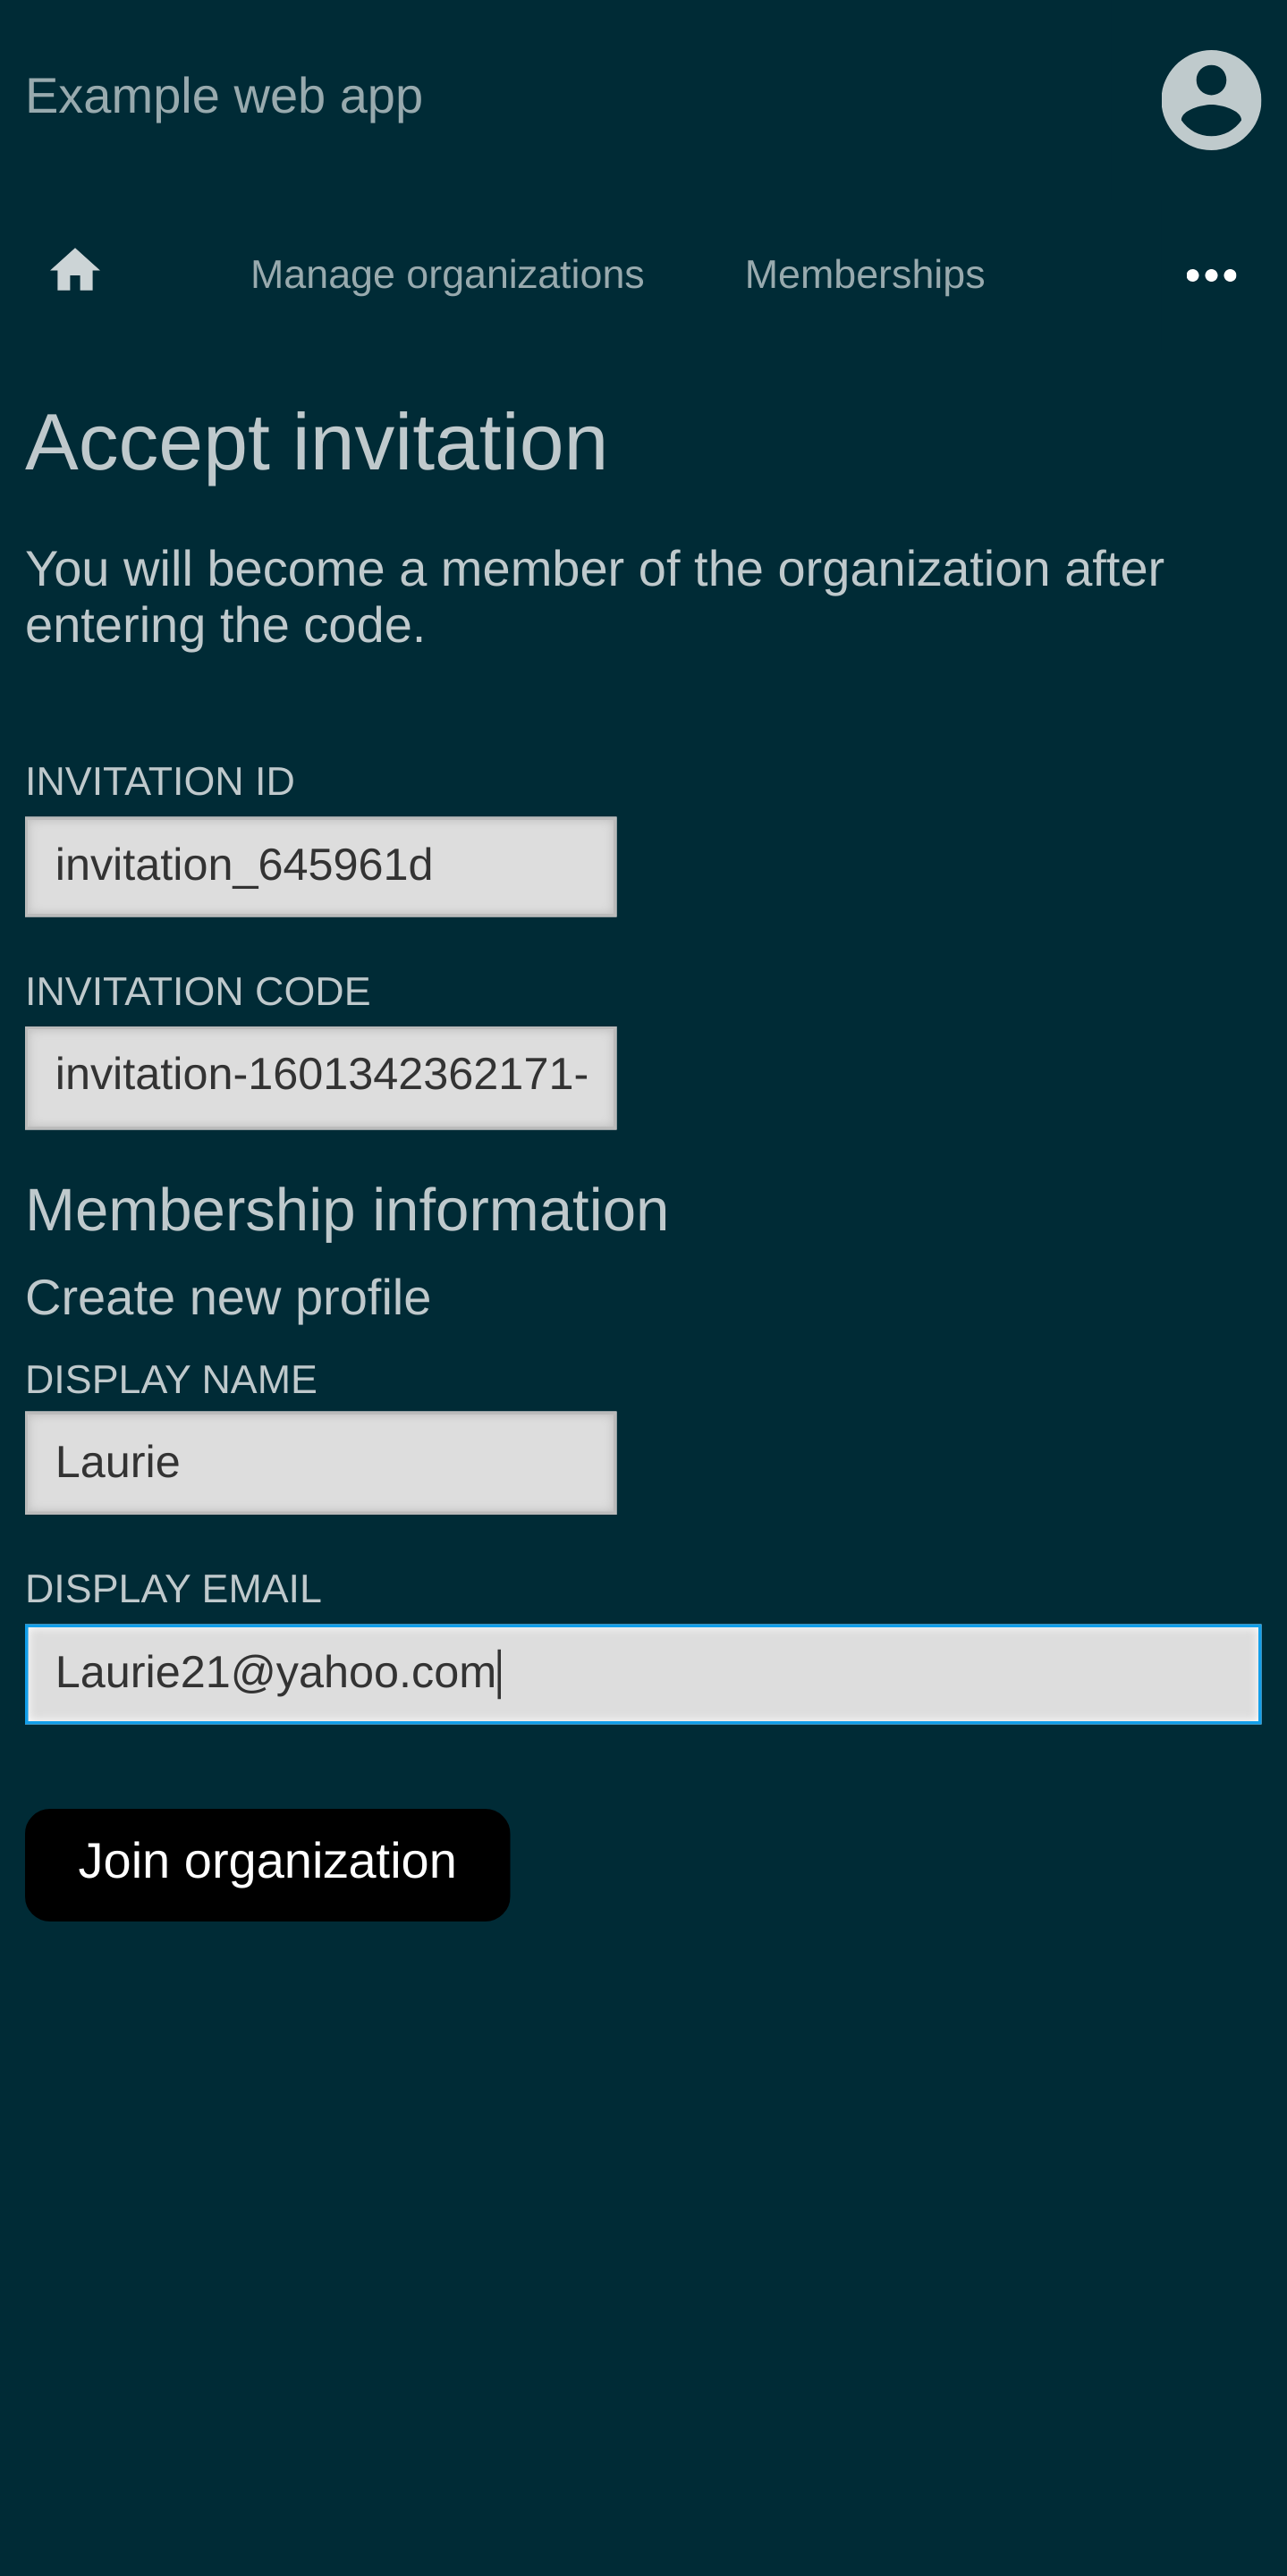 Example web app
Manage organizations Memberships
Accept invitation
You will become a member of the organization after
entering the code.
INVITATION ID
invitation_645961d
INVITATION CODE
invitation-1601342362171-
Membership information
Create new profile
DISPLAY NAME
Laurie
DISPLAY EMAIL
Laurie21@yahoo.com
Join organization